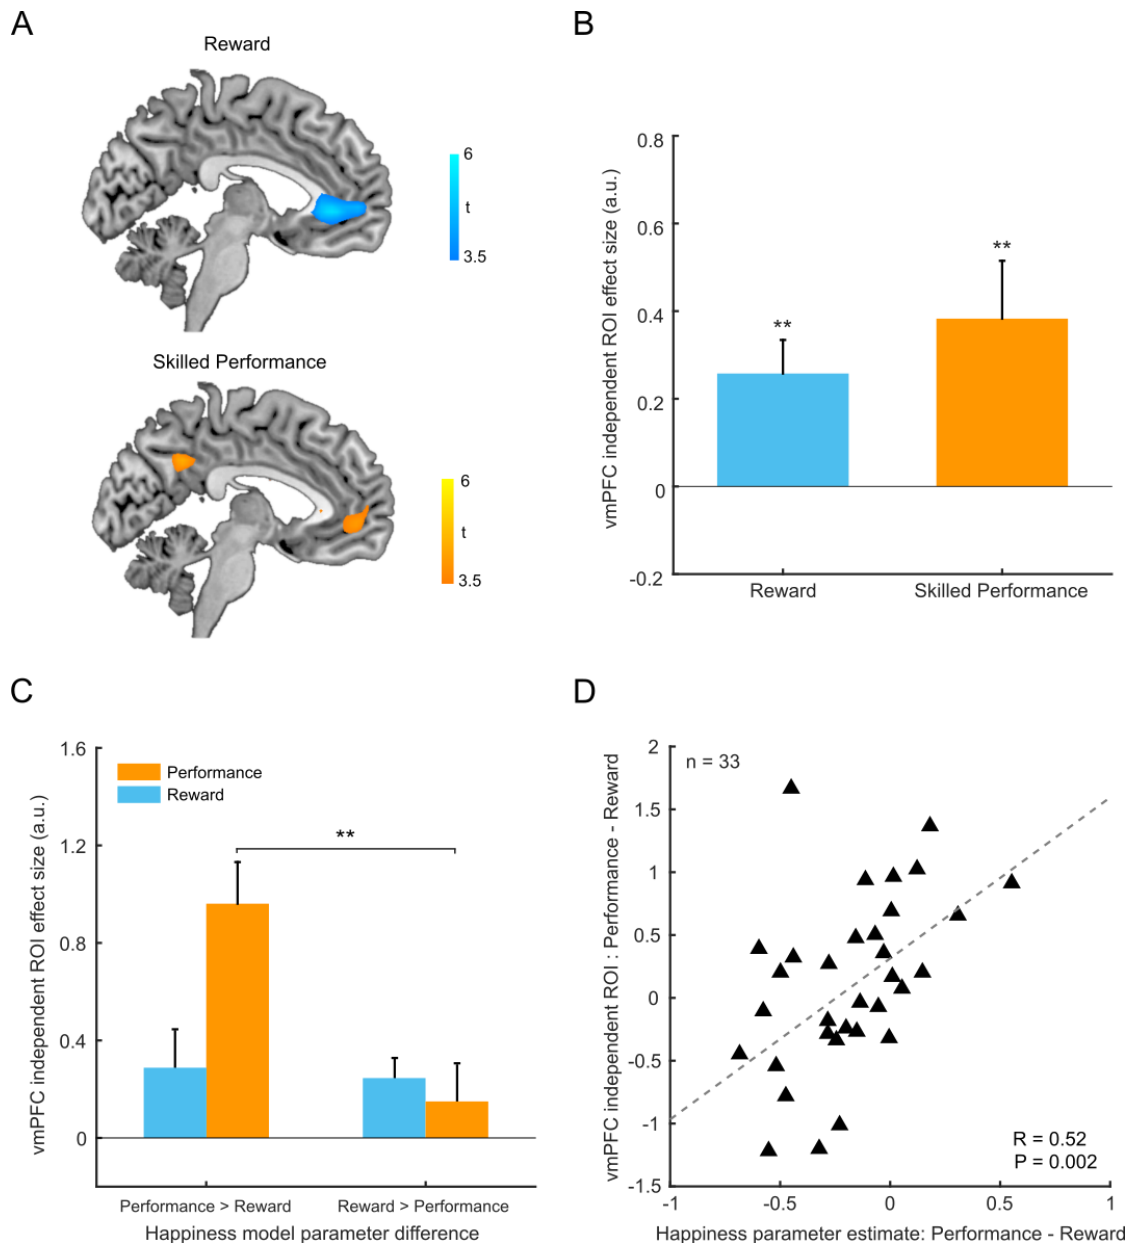 A
Reward
6
t
3.5
Skilled Performance
6
t
3.5
B
vmPFC independent ROI effect size (a.u.)
0.8
0.6
0.4
0.2
0
-0.2
**
**
Reward
Skilled Performance
C
vmPFC independent ROI effect size (a.u.)
1.6
1.2
0.8
0.4
0
Performance
Reward
**
Performance > Reward
Reward > Performance
Happiness model parameter difference
D
vmPFC independent ROI : Performance - Reward
2
1.5
1
0.5
0
-0.5
-1
-1.5
n = 33
R = 0.52
P = 0.002
-1
-0.5
0
0.5
1
Happiness parameter estimate: Performance - Reward